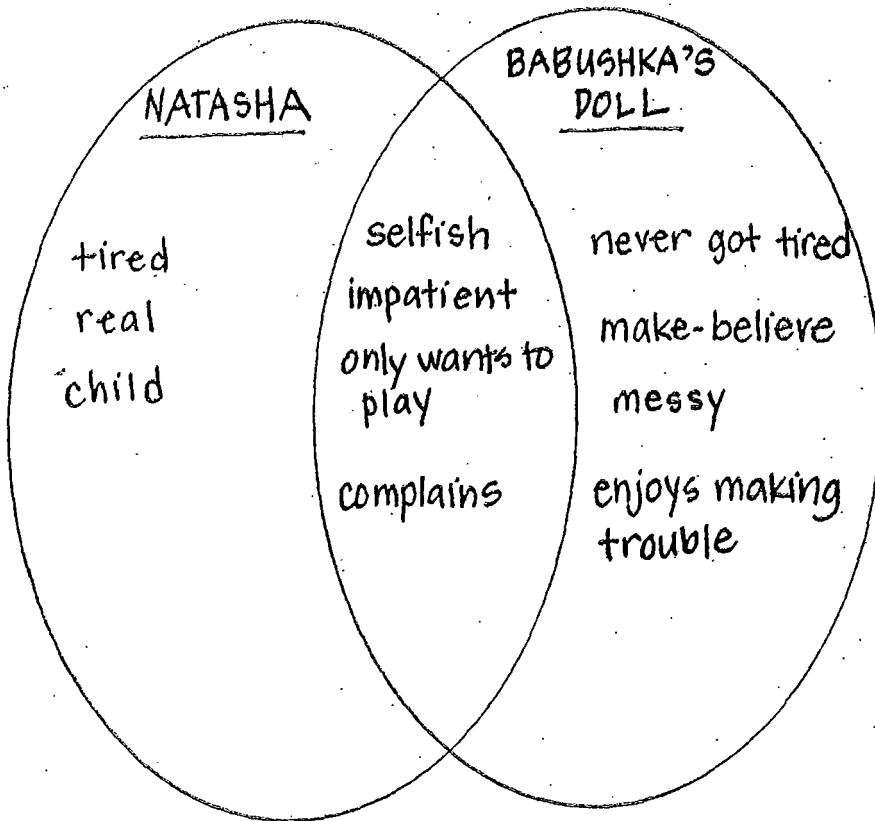 NATASHA
tired
real
child
selfish
impatient
only wants to
play
complains
BABUSHKA'S
DOLL
never got tired
make-believe
messy
enjoys making
trouble